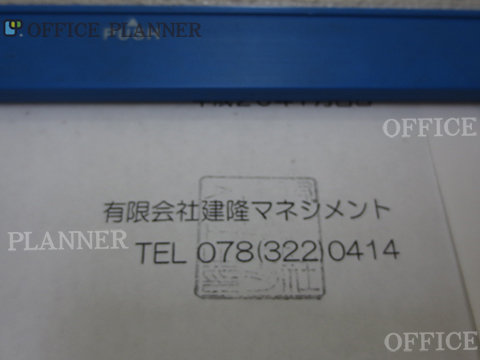 OFFICE PLANNER
PUSH
OFFICE
有限会社建隆マネジメント
PLANNER
TEL 078(322)0414
OFFICE